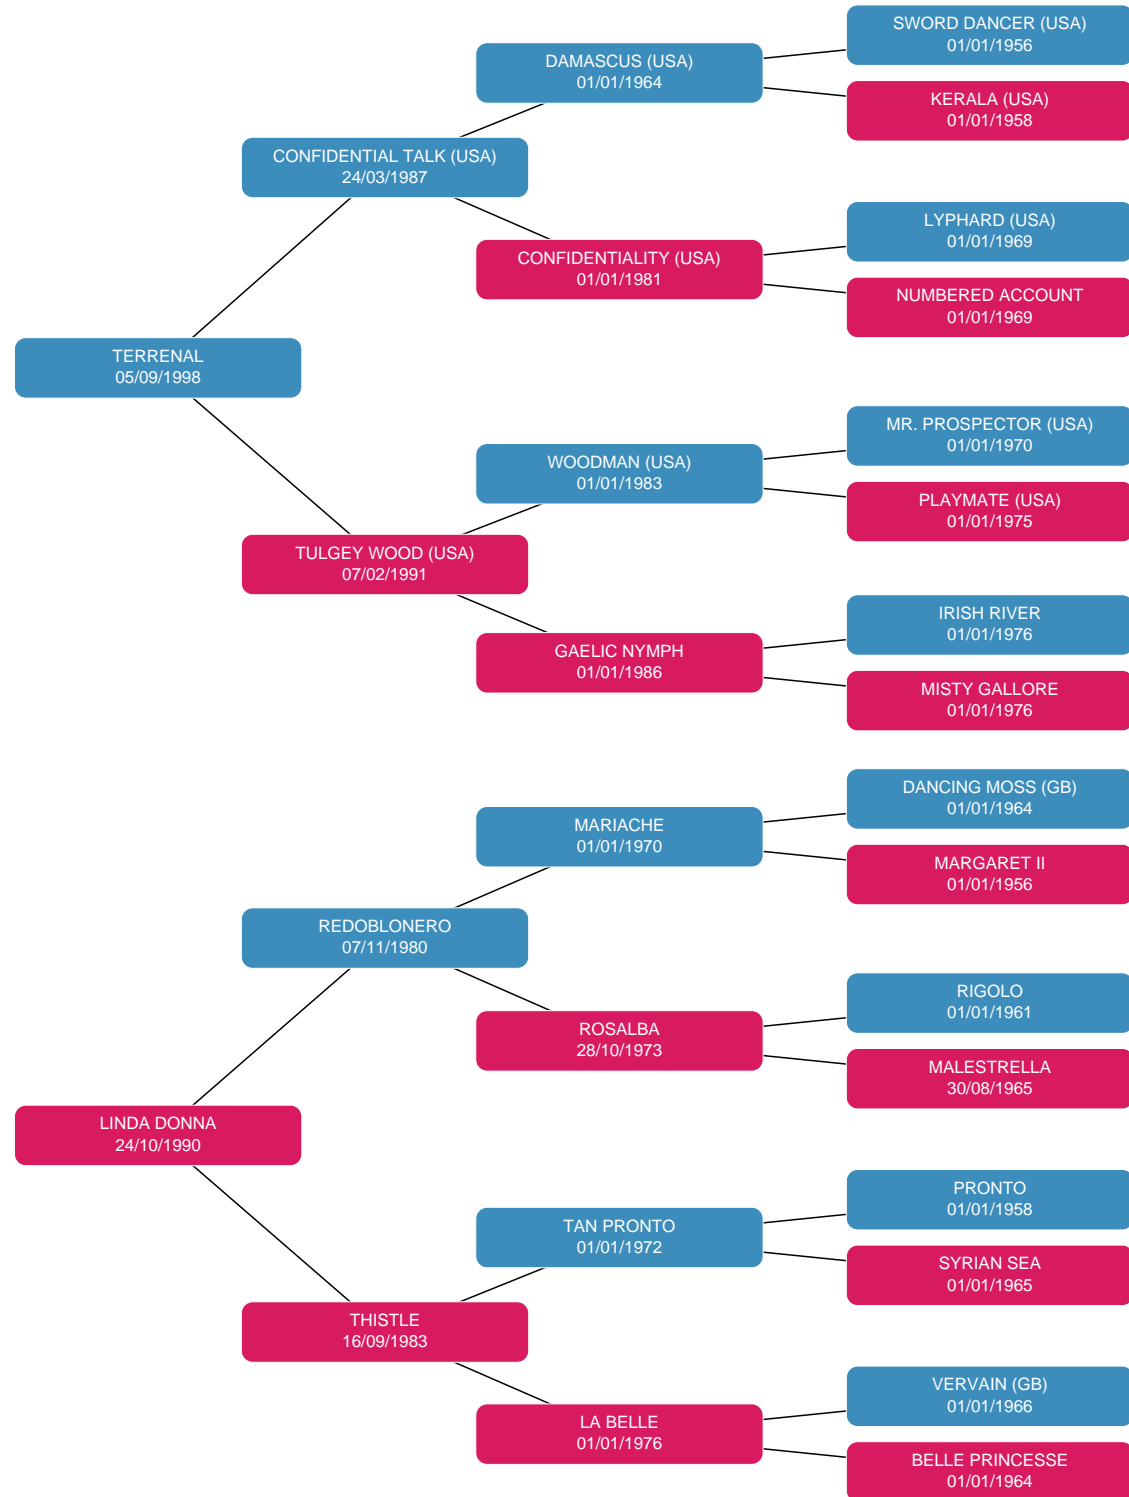 SWORD DANCER (USA)
01/01/1956
DAMASCUS (USA)
01/01/1964
KERALA (USA)
01/01/1958
CONFIDENTIAL TALK (USA)
24/03/1987
LYPHARD (USA)
01/01/1969
CONFIDENTIALITY (USA)
01/01/1981
NUMBERED ACCOUNT
01/01/1969
TERRENAL
05/09/1998
MR. PROSPECTOR (USA)
01/01/1970
WOODMAN (USA)
01/01/1983
PLAYMATE (USA)
01/01/1975
TULGEY WOOD (USA)
07/02/1991
IRISH RIVER
01/01/1976
GAELIC NYMPH
01/01/1986
MISTY GALLORE
01/01/1976
DANCING MOSS (GB)
01/01/1964
MARIACHE
01/01/1970
MARGARET II
01/01/1956
REDOBLONERO
07/11/1980
RIGOLO
01/01/1961
ROSALBA
28/10/1973
MALESTRELLA
30/08/1965
LINDA DONNA
24/10/1990
PRONTO
01/01/1958
TAN PRONTO
01/01/1972
SYRIAN SEA
01/01/1965
THISTLE
16/09/1983
VERVAIN (GB)
01/01/1966
LA BELLE
01/01/1976
BELLE PRINCESSE
01/01/1964